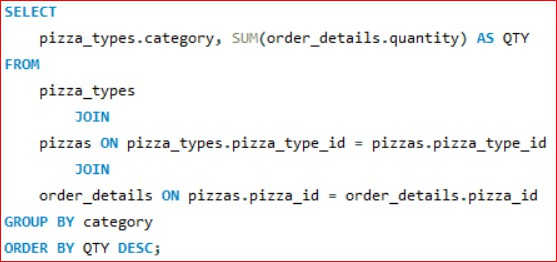 SELECT
pizza_types.category, SUM(order_details.quantity) AS QTY
FROM
pizza_types
JOIN
pizzas ON pizza_types.pizza_type_id = pizzas.pizza_type_id
JOIN
order_details ON pizzas.pizza_id = order_details.pizza_id
GROUP BY category
ORDER BY QTY DESC;